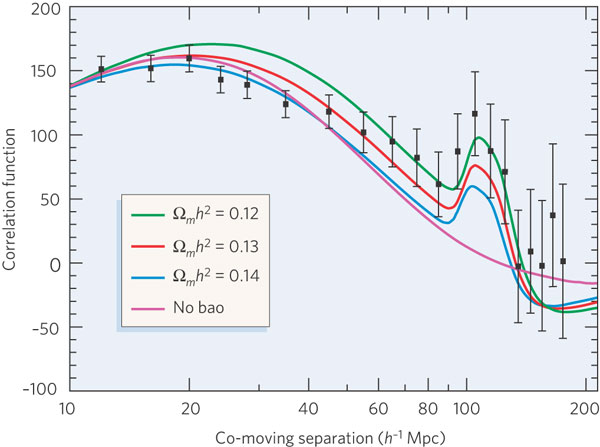 200
150
100
50
0
–50
–100
Correlation function
Ωmh² = 0.12
Ωmh² = 0.13
Ωmh² = 0.14
No bao
10 20 40 60 80 100 200
Co-moving separation (h⁻¹ Mpc)